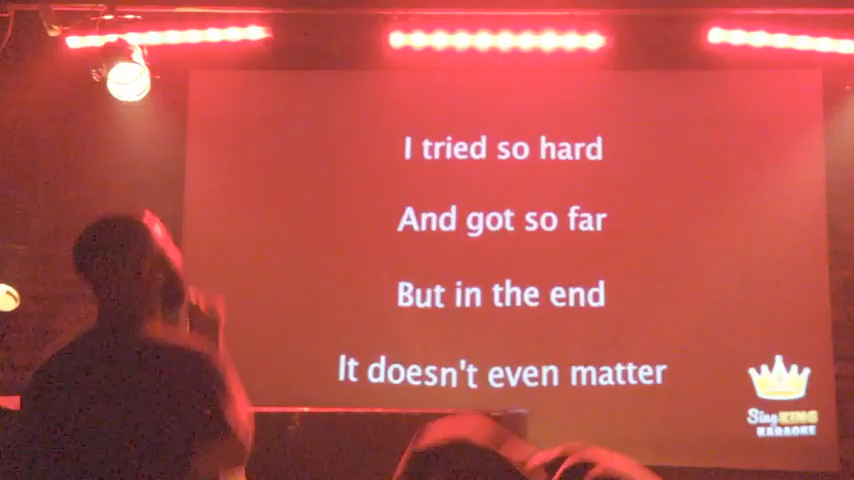 I tried so hard
And got so far
But in the end
It doesn't even matter
Sing KING
KARAOKE